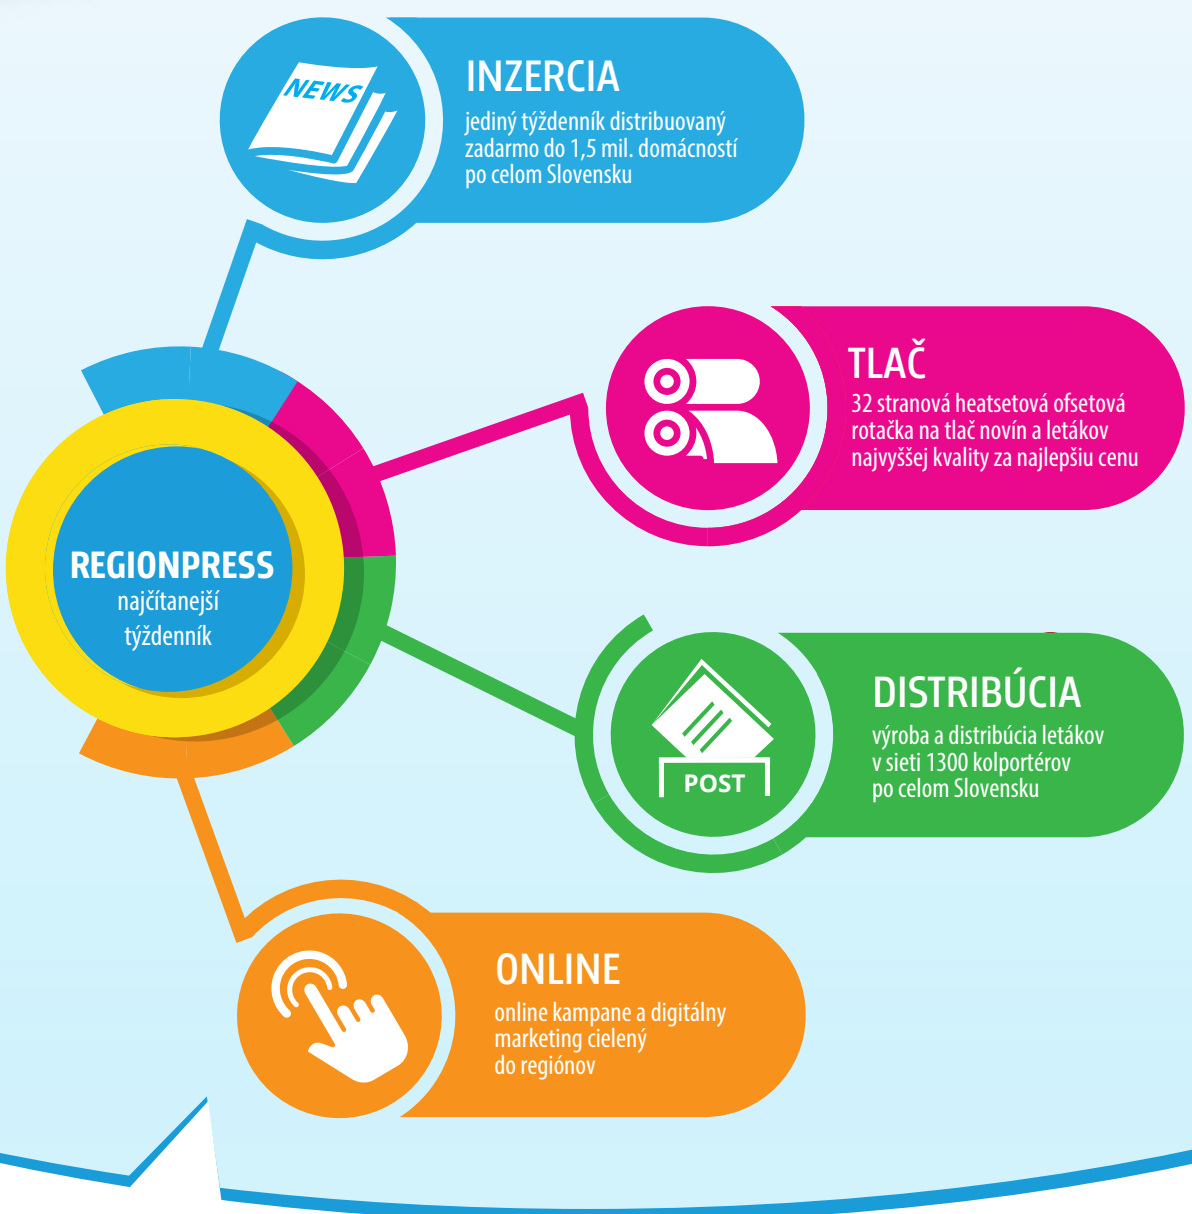 NEWS
INZERCIA
jediný týždenník distribuovaný
zadarmo do 1,5 mil. domácností
po celom Slovensku
TLAČ
32 stranová heatsetová ofsetová
rotačka na tlač novín a letákov
najvyššej kvality za najlepšiu cenu
REGIONPRESS
najčítanejší
týždenník
DISTRIBÚCIA
výroba a distribúcia letákov
v sieti 1300 kolportérov
po celom Slovensku
POST
ONLINE
online kampane a digitálny
marketing cielený
do regiónov